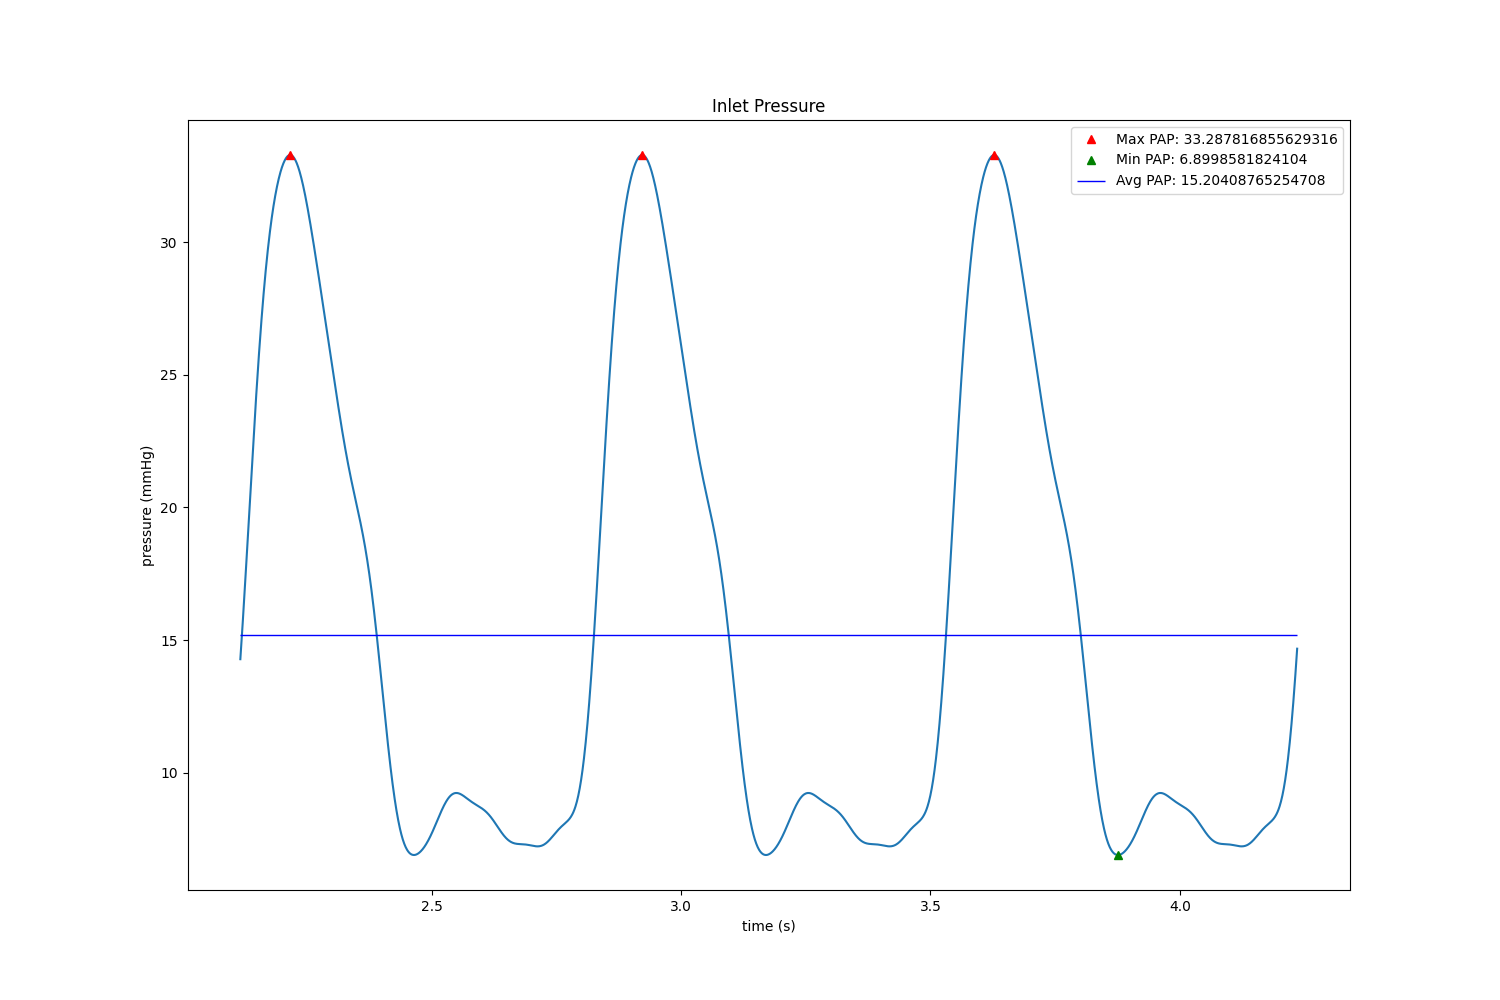 Inlet Pressure
Max PAP: 33.287816855629316
Min PAP: 6.8998581824104
Avg PAP: 15.20408765254708
pressure (mmHg)
30
25
20
15
10
2.5 3.0 3.5 4.0
time (s)